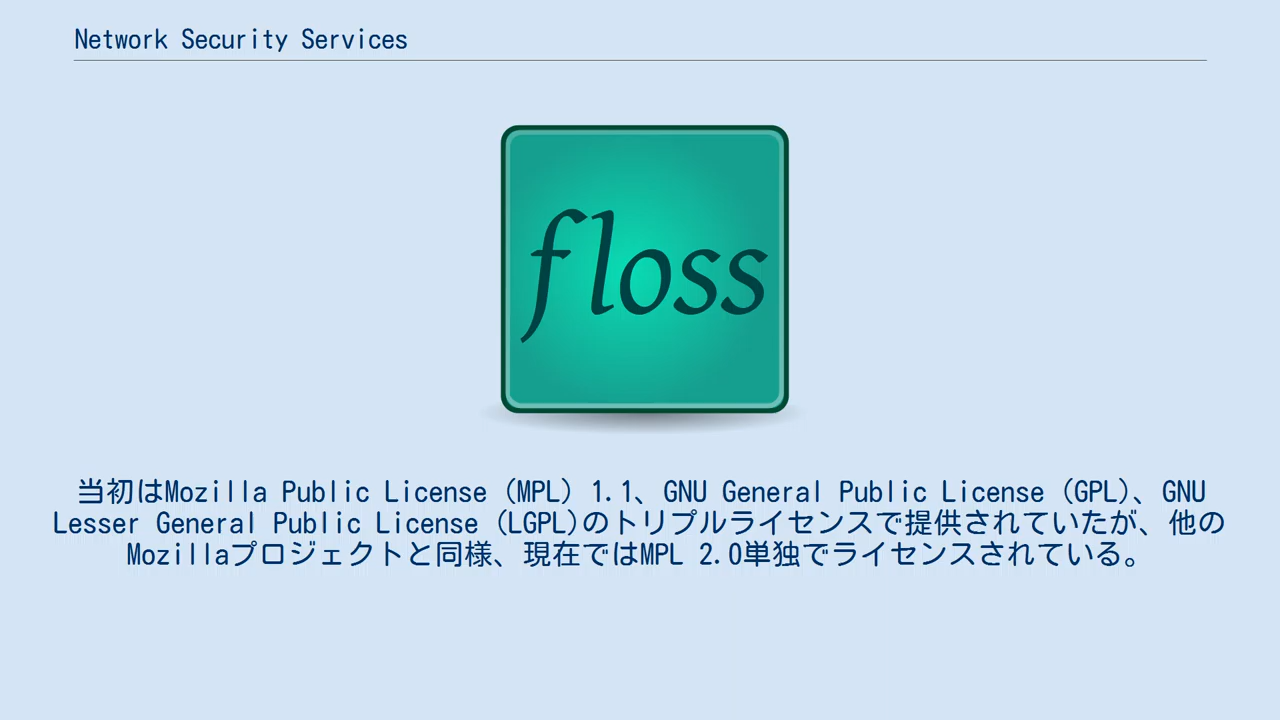 Network Security Services
floss
当初はMozilla Public License (MPL) 1.1、GNU General Public License (GPL)、GNU
Lesser General Public License (LGPL)のトリプルライセンスで提供されていたが、他の
Mozillaプロジェクトと同様、現在ではMPL 2.0単独でライセンスされている。